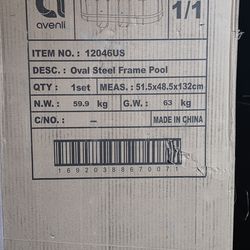 1/1
avenli
ITEM NO. : 12046US
DESC. : Oval Steel Frame Pool
QTY : 1set MEAS. : 51.5x48.5x132cm
N.W. : 59.9 kg G.W. : 63 kg
C/NO. : – MADE IN CHINA
16920388670071